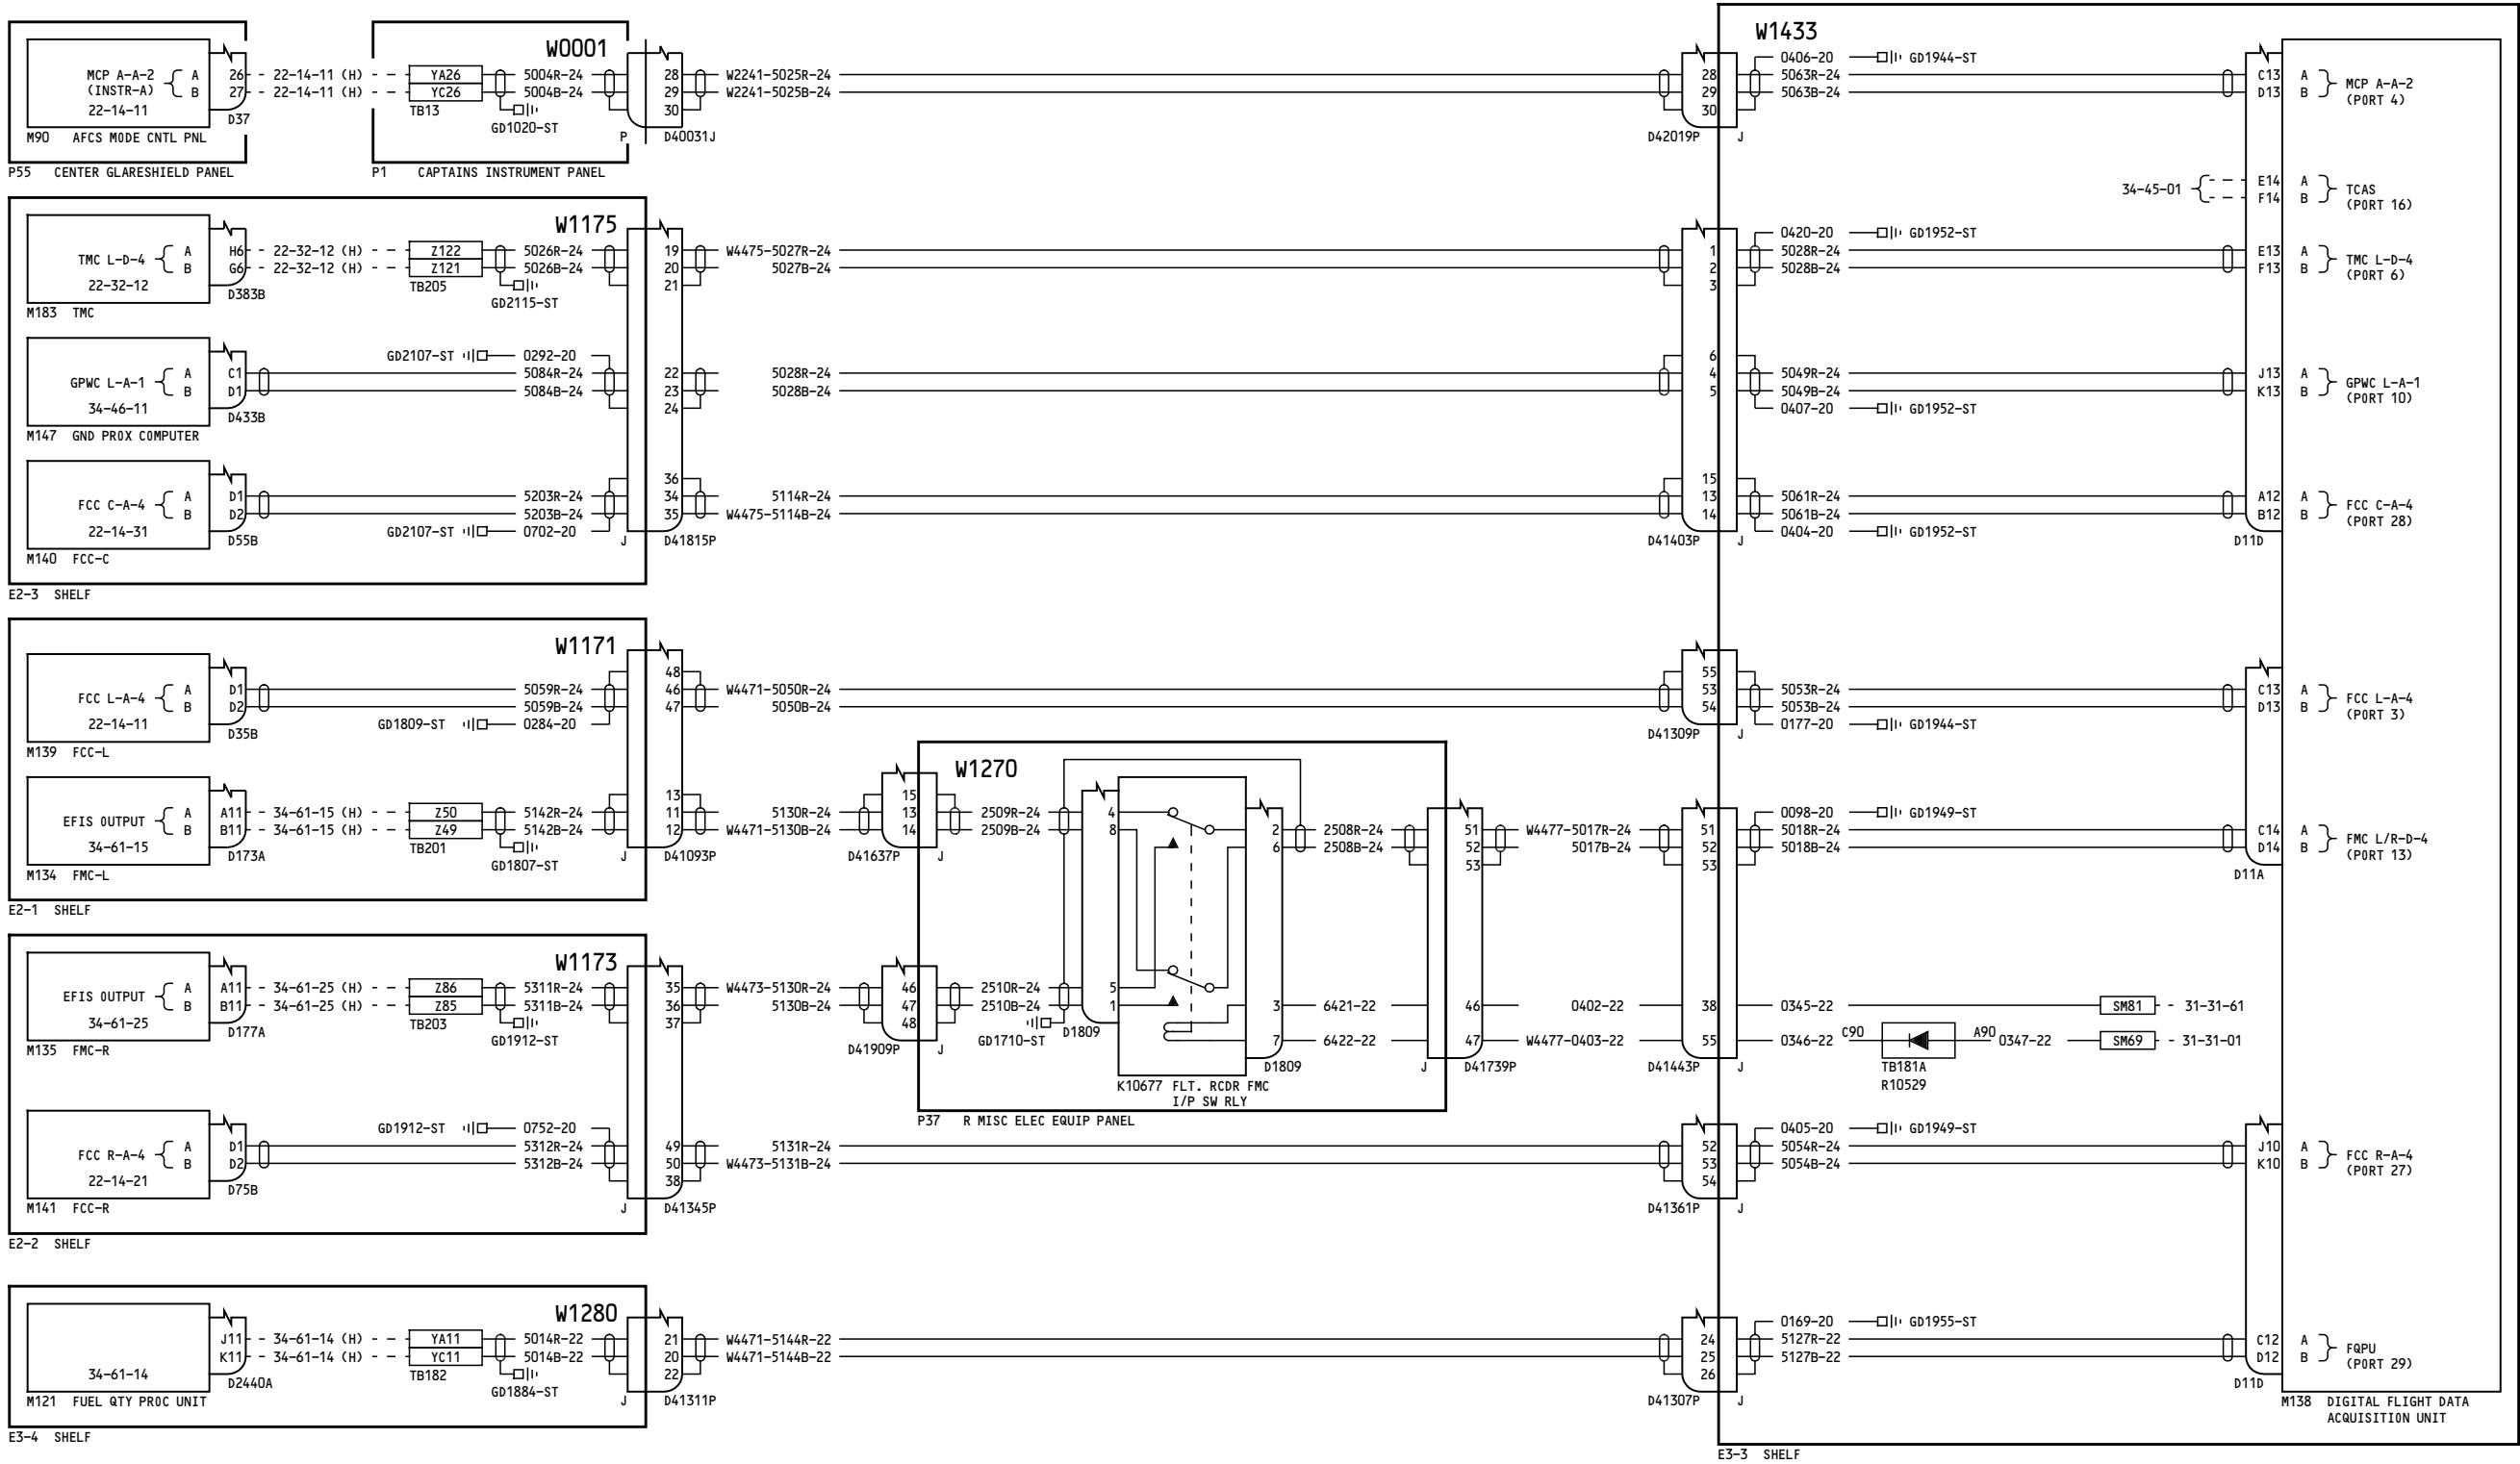 W0001
MCP A-A-2 A 26 22-14-11 (H) YA26 5004R-24 28 W2241-5025R-24
(INSTR-A) B 27 22-14-11 (H) YC26 5004B-24 29 W2241-5025B-24
22-14-11 TB13 30
D37 GD1020-ST
M90 AFCS MODE CNTL PNL P D40031J
P55 CENTER GLARESHIELD PANEL
P1 CAPTAINS INSTRUMENT PANEL
W1175
TMC L-D-4 A H6 22-32-12 (H) Z122 5026R-24 19 W4475-5027R-24
B G6 22-32-12 (H) Z121 5026B-24 20 5027B-24
22-32-12 TB205 21
D383B GD2115-ST
M183 TMC
GD2107-ST 0292-20
GPWC L-A-1 A C1 5084R-24 22 5028R-24
B D1 5084B-24 23 5028B-24
34-46-11 24
D433B
M147 GND PROX COMPUTER
36
FCC C-A-4 A D1 5203R-24 34 5114R-24
B D2 5203B-24 35 W4475-5114B-24
22-14-31 GD2107-ST 0702-20
D55B J D41815P
M140 FCC-C
E2-3 SHELF
W1171
48
FCC L-A-4 A D1 5059R-24 46 W4471-5050R-24
B D2 5059B-24 47 5050B-24
22-14-11 GD1809-ST 0284-20
D35B
M139 FCC-L
13
EFIS OUTPUT A A11 34-61-15 (H) Z50 5142R-24 11 5130R-24
B B11 34-61-15 (H) Z49 5142B-24 12 W4471-5130B-24
34-61-15 TB201
D173A GD1807-ST J D41093P
M134 FMC-L
E2-1 SHELF
W1173
EFIS OUTPUT A A11 34-61-25 (H) Z86 5311R-24 35 W4473-5130R-24
B B11 34-61-25 (H) Z85 5311B-24 36 5130B-24
34-61-25 TB203 37
D177A GD1912-ST
M135 FMC-R
GD1912-ST 0752-20
FCC R-A-4 A D1 5312R-24 49 5131R-24
B D2 5312B-24 50 W4473-5131B-24
22-14-21 38
D75B J D41345P
M141 FCC-R
E2-2 SHELF
W1280
J11 34-61-14 (H) YA11 5014R-22 21 W4471-5144R-22
K11 34-61-14 (H) YC11 5014B-22 20 W4471-5144B-22
34-61-14 TB182 22
D2440A GD1884-ST
M121 FUEL QTY PROC UNIT J D41311P
E3-4 SHELF
W1270
15
13 2509R-24 4 2 2508R-24 51 W4477-5017R-24
14 2509B-24 8 6 2508B-24 52 5017B-24
53
D41637P J
46 2510R-24 5
47 2510B-24 1 3 6421-22 46 0402-22
48 GD1710-ST D1809
7 6422-22 47 W4477-0403-22
D41909P J D1809 J D41739P
K10677 FLT. RCDR FMC
I/P SW RLY
P37 R MISC ELEC EQUIP PANEL
W1433
0406-20 GD1944-ST
28 5063R-24 C13 A MCP A-A-2
29 5063B-24 D13 B (PORT 4)
30
D42019P J
34-45-01 E14 A TCAS
F14 B (PORT 16)
0420-20 GD1952-ST
1 5028R-24 E13 A TMC L-D-4
2 5028B-24 F13 B (PORT 6)
3
6
4 5049R-24 J13 A GPWC L-A-1
5 5049B-24 K13 B (PORT 10)
0407-20 GD1952-ST
15
13 5061R-24 A12 A FCC C-A-4
14 5061B-24 B12 B (PORT 28)
0404-20 GD1952-ST
D41403P J D11D
55
53 5053R-24 C13 A FCC L-A-4
54 5053B-24 D13 B (PORT 3)
0177-20 GD1944-ST
D41309P J
0098-20 GD1949-ST
51 5018R-24 C14 A FMC L/R-D-4
52 5018B-24 D14 B (PORT 13)
53
D11A
38 0345-22 SM81 31-31-61
55 0346-22 C90 A90 0347-22 SM69 31-31-01
D41443P J TB181A
R10529
0405-20 GD1949-ST
52 5054R-24 J10 A FCC R-A-4
53 5054B-24 K10 B (PORT 27)
54
D41361P J
0169-20 GD1955-ST
24 5127R-22 C12 A FQPU
25 5127B-22 D12 B (PORT 29)
26
D41307P J D11D
M138 DIGITAL FLIGHT DATA
ACQUISITION UNIT
E3-3 SHELF